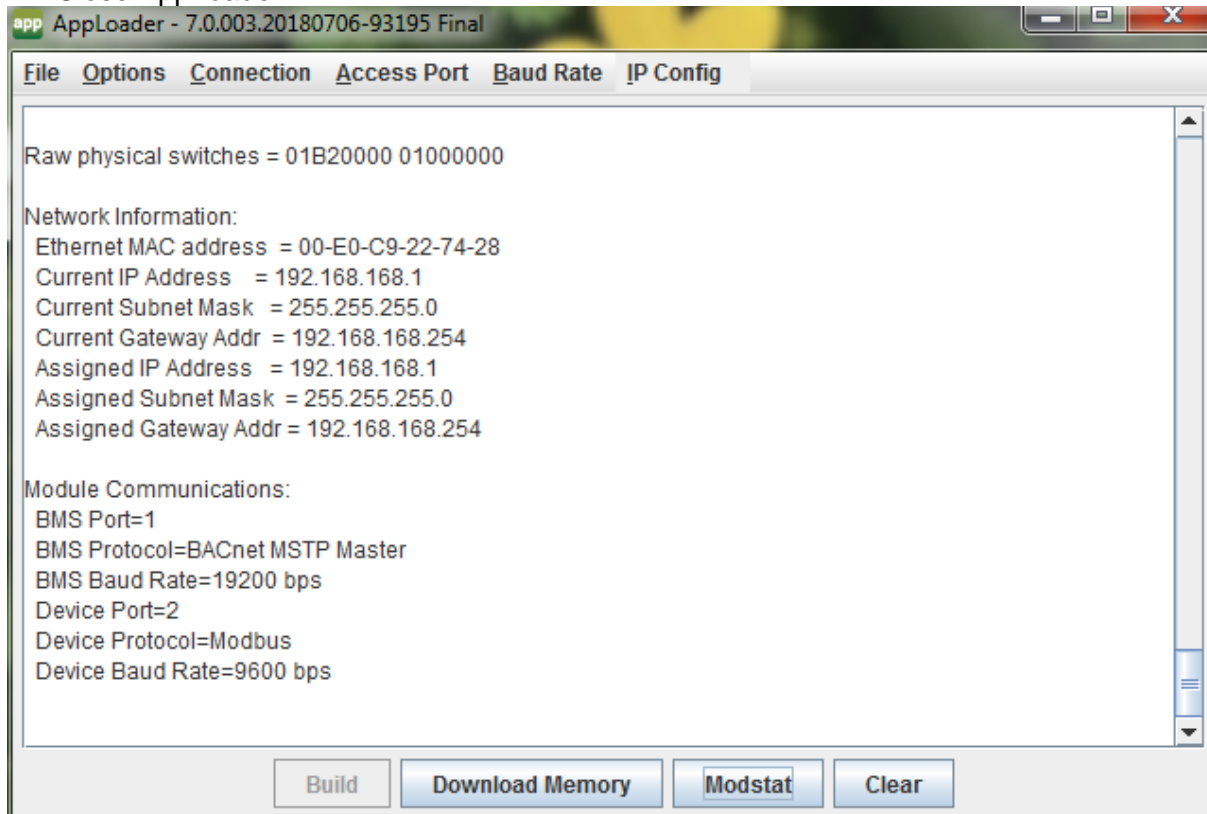 app AppLoader - 7.0.003.20180706-93195 Final
File Options Connection Access Port Baud Rate IP Config
Raw physical switches = 01B20000 01000000
Network Information:
Ethernet MAC address = 00-E0-C9-22-74-28
Current IP Address = 192.168.168.1
Current Subnet Mask = 255.255.255.0
Current Gateway Addr = 192.168.168.254
Assigned IP Address = 192.168.168.1
Assigned Subnet Mask = 255.255.255.0
Assigned Gateway Addr = 192.168.168.254
Module Communications:
BMS Port=1
BMS Protocol=BACnet MSTP Master
BMS Baud Rate=19200 bps
Device Port=2
Device Protocol=Modbus
Device Baud Rate=9600 bps
Build Download Memory Modstat Clear